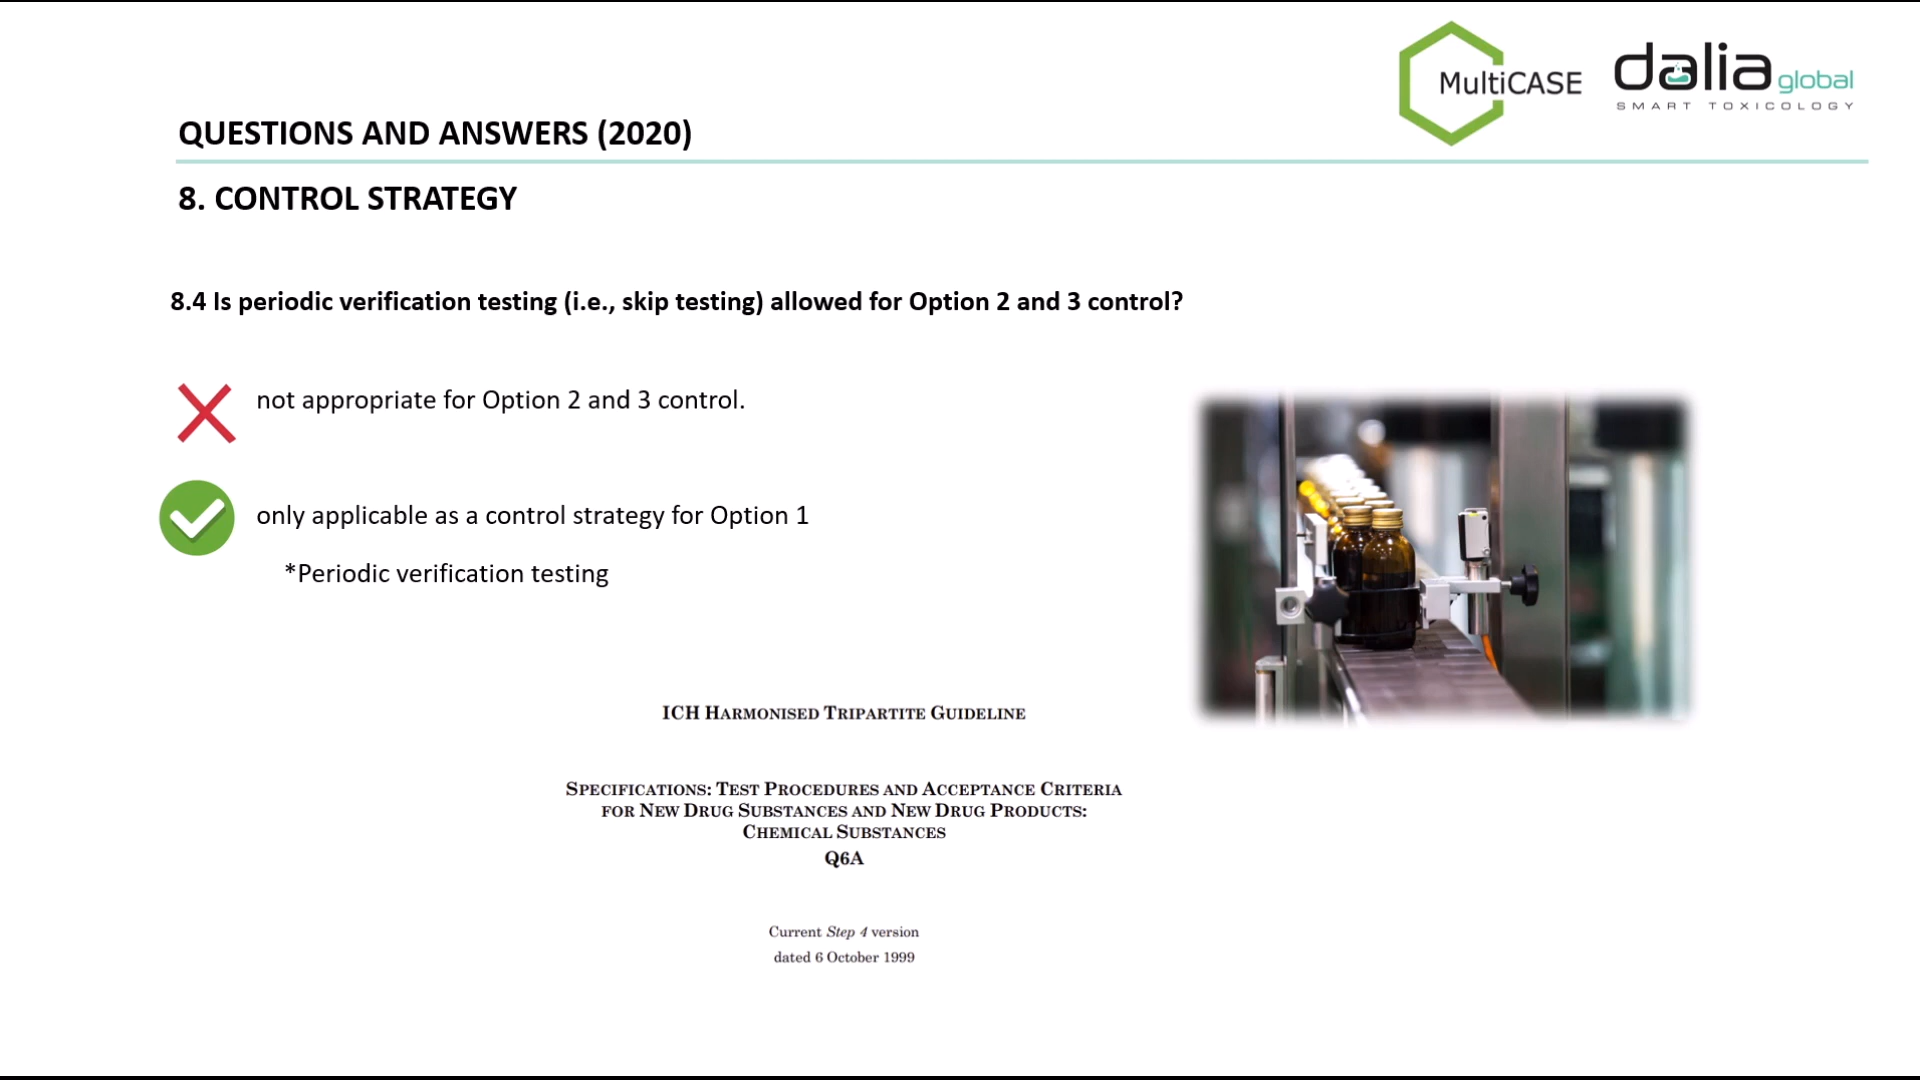 MultiCASE
dalia global
SMART TOXICOLOGY
QUESTIONS AND ANSWERS (2020)
8. CONTROL STRATEGY
8.4 Is periodic verification testing (i.e., skip testing) allowed for Option 2 and 3 control?
not appropriate for Option 2 and 3 control.
only applicable as a control strategy for Option 1
*Periodic verification testing
ICH HARMONISED TRIPARTITE GUIDELINE
SPECIFICATIONS: TEST PROCEDURES AND ACCEPTANCE CRITERIA
FOR NEW DRUG SUBSTANCES AND NEW DRUG PRODUCTS:
CHEMICAL SUBSTANCES
Q6A
Current Step 4 version
dated 6 October 1999